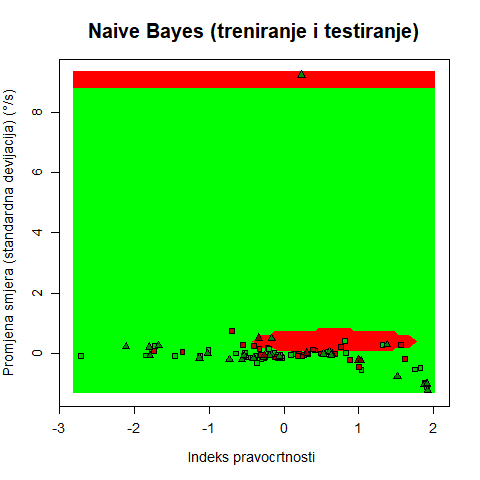 Naive Bayes (treniranje i testiranje)
Promjena smjera (standardna devijacija) (°/s)
8
6
4
2
0
-3 -2 -1 0 1 2
Indeks pravocrtnosti